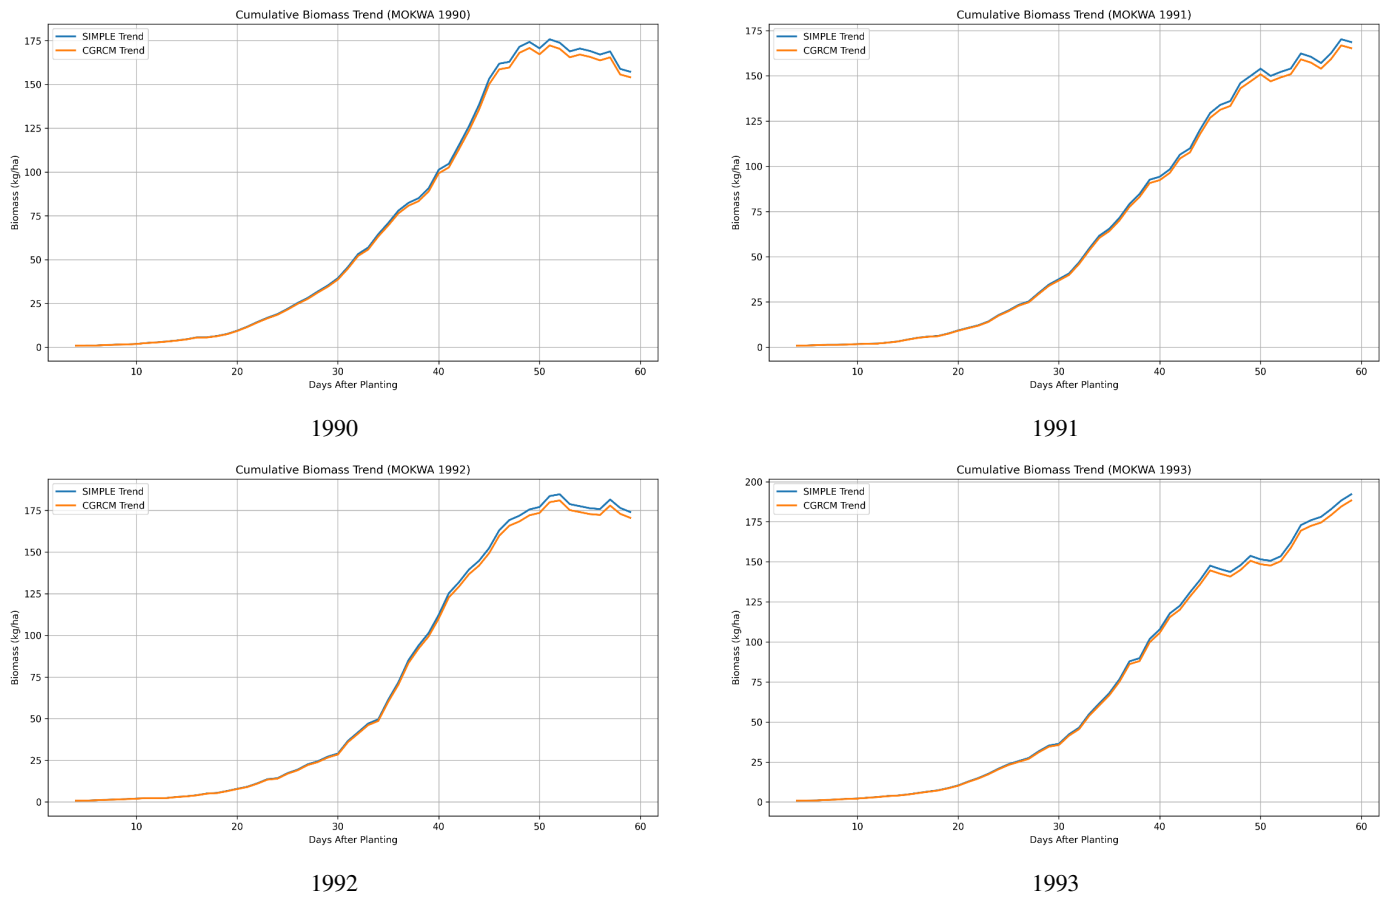 Cumulative Biomass Trend (MOKWA 1990)
SIMPLE Trend
CGRCM Trend
175
150
125
100
75
50
25
0
Biomass (kg/ha)
10 20 30 40 50 60
Days After Planting
1990
Cumulative Biomass Trend (MOKWA 1991)
SIMPLE Trend
CGRCM Trend
175
150
125
100
75
50
25
0
Biomass (kg/ha)
10 20 30 40 50 60
Days After Planting
1991
Cumulative Biomass Trend (MOKWA 1992)
SIMPLE Trend
CGRCM Trend
175
150
125
100
75
50
25
0
Biomass (kg/ha)
10 20 30 40 50 60
Days After Planting
1992
Cumulative Biomass Trend (MOKWA 1993)
SIMPLE Trend
CGRCM Trend
200
175
150
125
100
75
50
25
0
Biomass (kg/ha)
10 20 30 40 50 60
Days After Planting
1993